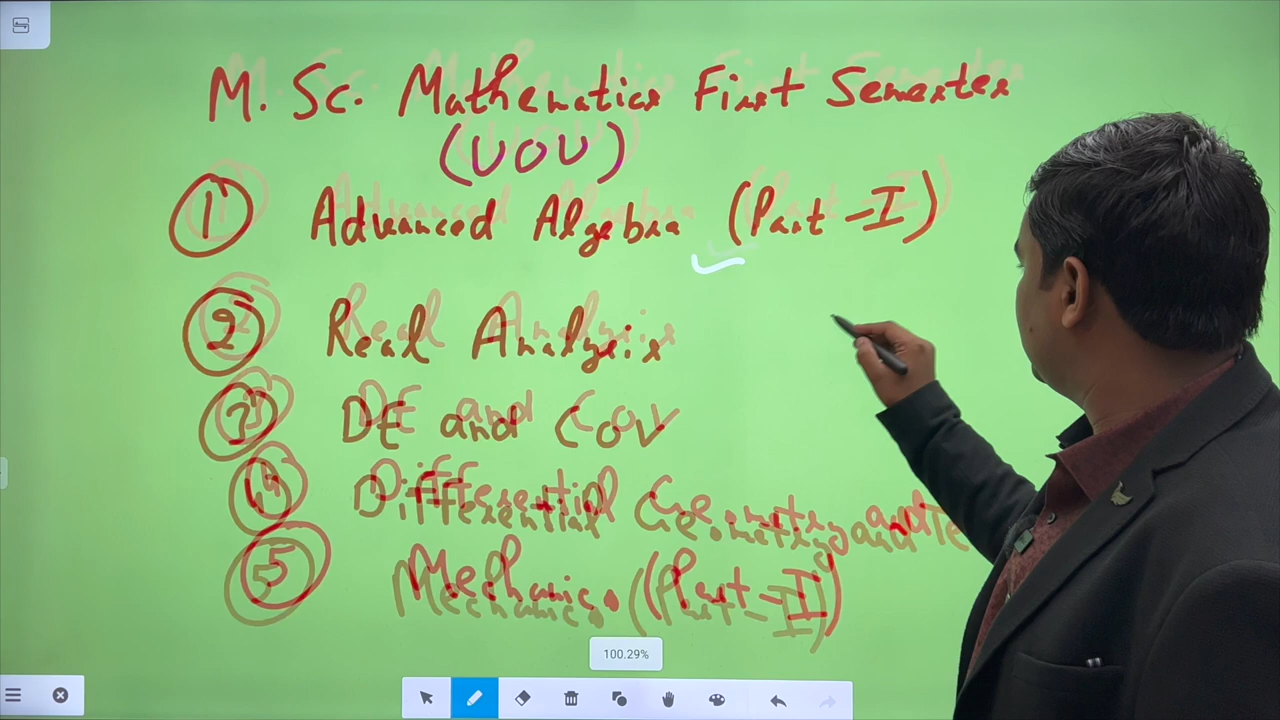 M. Sc. Mathematics First Semester
(UOU)
1 Advanced Algebra (Part-I)
2 Real Analysis
3 DE and COV
4 Differential Geometry and Te
5 Mechanics (Part-I)
100.29%